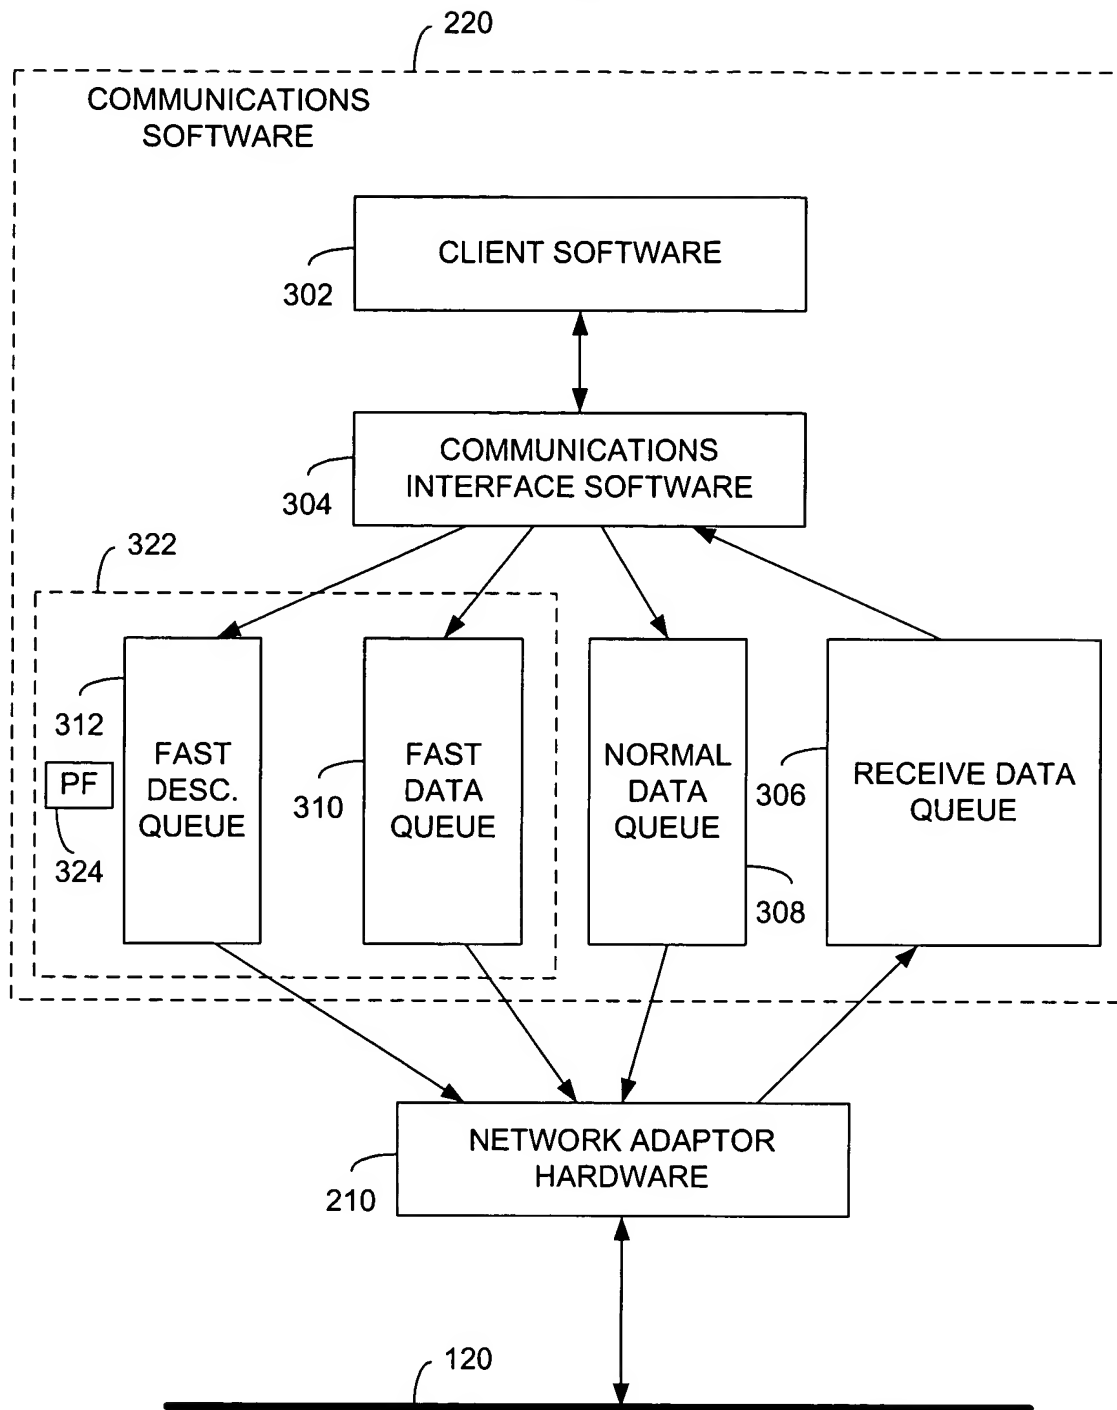 220
COMMUNICATIONS
SOFTWARE
CLIENT SOFTWARE
302
COMMUNICATIONS
INTERFACE SOFTWARE
304
322
312
FAST
DESC.
QUEUE
PF
324
310
FAST
DATA
QUEUE
NORMAL
DATA
QUEUE
308
306
RECEIVE DATA
QUEUE
NETWORK ADAPTOR
HARDWARE
210
120